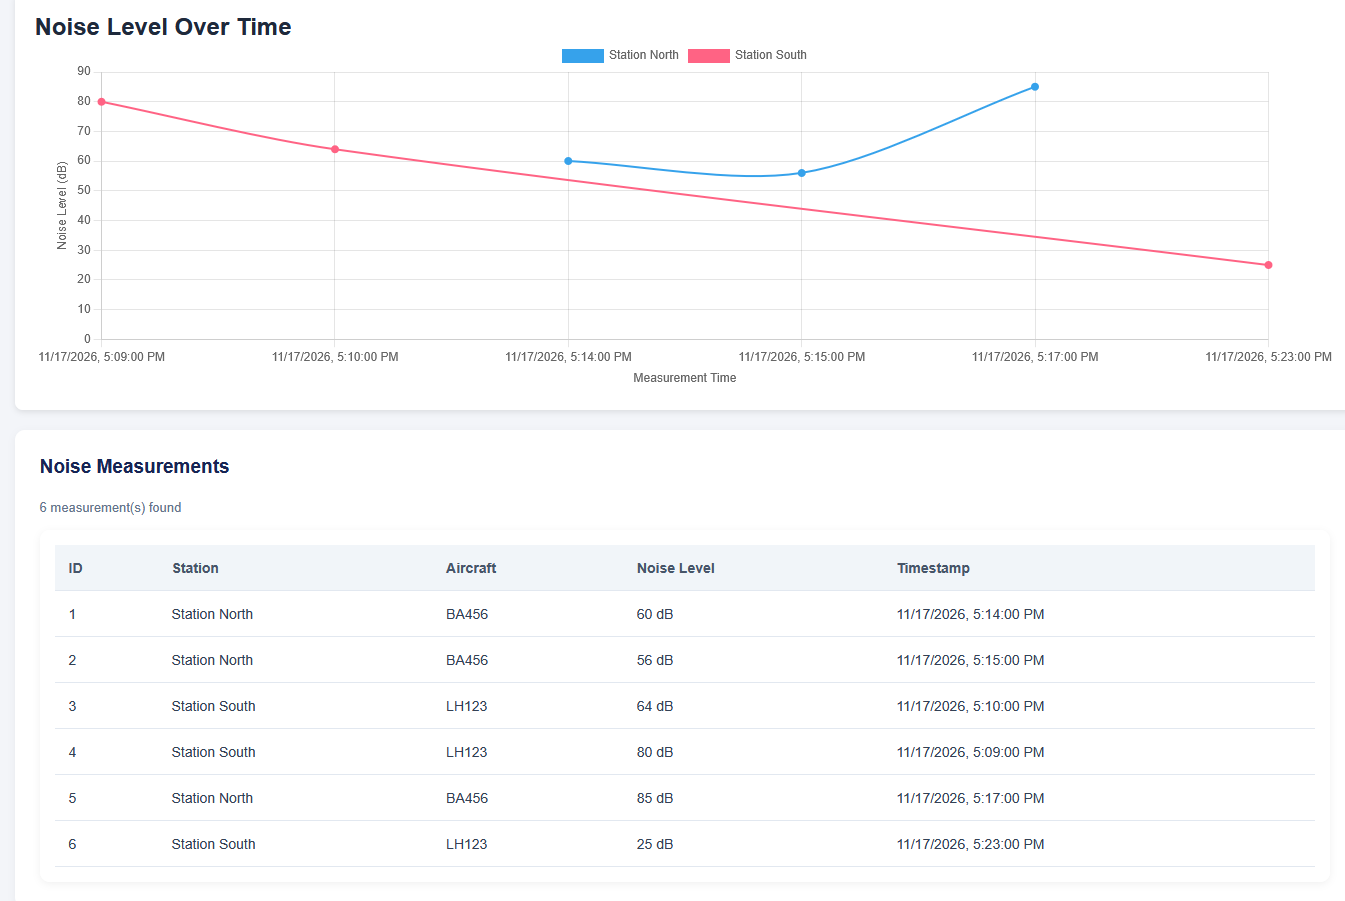 Noise Level Over Time
Station North Station South
90
80
70
60
50
40
30
20
10
0
Noise Level (dB)
11/17/2026, 5:09:00 PM 11/17/2026, 5:10:00 PM 11/17/2026, 5:14:00 PM 11/17/2026, 5:15:00 PM 11/17/2026, 5:17:00 PM 11/17/2026, 5:23:00 PM
Measurement Time
Noise Measurements
6 measurement(s) found
ID Station Aircraft Noise Level Timestamp
1 Station North BA456 60 dB 11/17/2026, 5:14:00 PM
2 Station North BA456 56 dB 11/17/2026, 5:15:00 PM
3 Station South LH123 64 dB 11/17/2026, 5:10:00 PM
4 Station South LH123 80 dB 11/17/2026, 5:09:00 PM
5 Station North BA456 85 dB 11/17/2026, 5:17:00 PM
6 Station South LH123 25 dB 11/17/2026, 5:23:00 PM